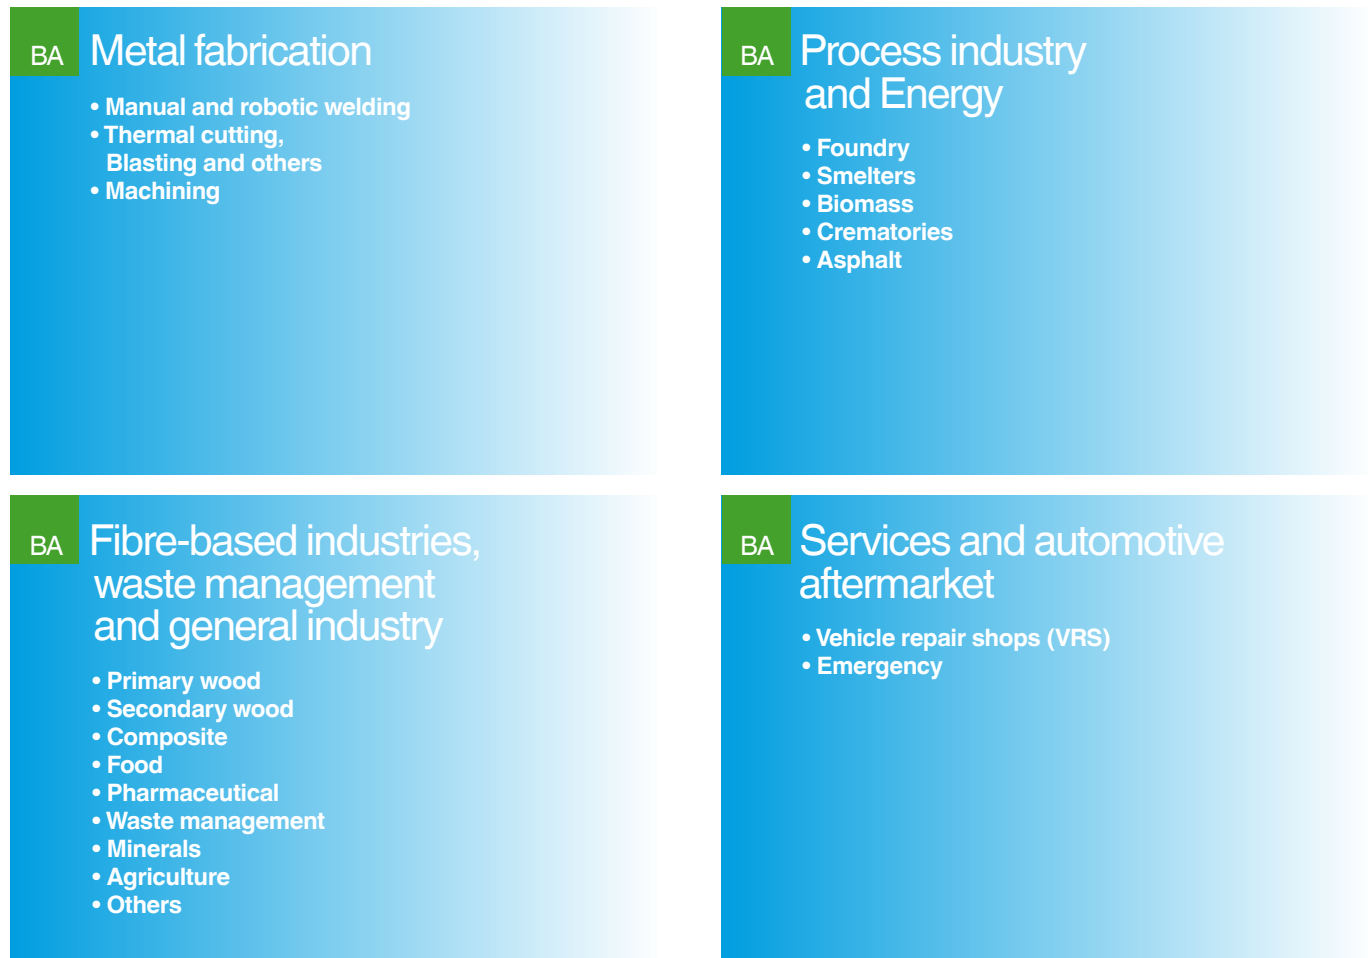 BA
Metal fabrication
• Manual and robotic welding
• Thermal cutting,
Blasting and others
• Machining
BA
Process industry
and Energy
• Foundry
• Smelters
• Biomass
• Crematories
• Asphalt
BA
Fibre-based industries,
waste management
and general industry
• Primary wood
• Secondary wood
• Composite
• Food
• Pharmaceutical
• Waste management
• Minerals
• Agriculture
• Others
BA
Services and automotive
aftermarket
• Vehicle repair shops (VRS)
• Emergency